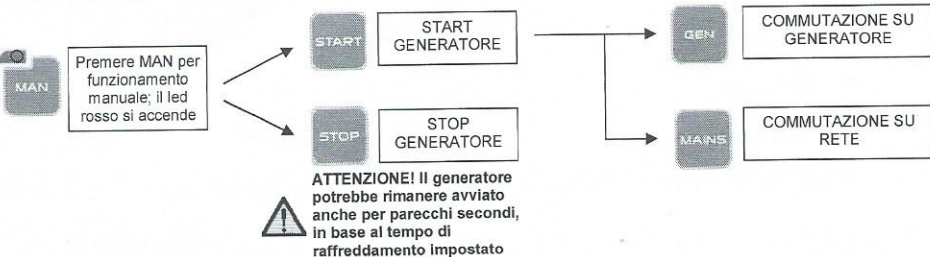 MAN
Premere MAN per
funzionamento
manuale; il led
rosso si accende
START
START
GENERATORE
STOP
STOP
GENERATORE
ATTENZIONE! Il generatore
potrebbe rimanere avviato
anche per parecchi secondi,
in base al tempo di
raffreddamento impostato
GEN
COMMUTAZIONE SU
GENERATORE
MAINS
COMMUTAZIONE SU
RETE